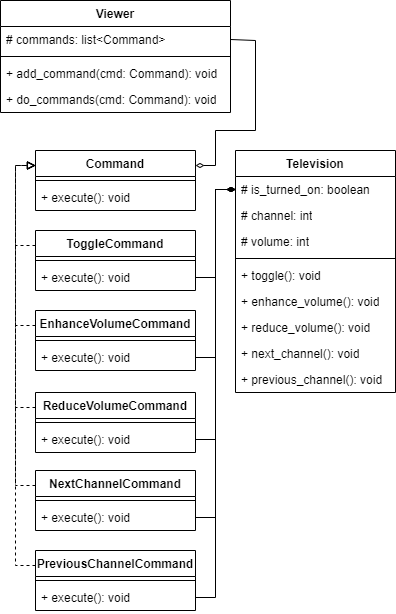 Viewer
# commands: list<Command>
+ add_command(cmd: Command): void
+ do_commands(cmd: Command): void
Command
+ execute(): void
Television
# is_turned_on: boolean
# channel: int
# volume: int
+ toggle(): void
+ enhance_volume(): void
+ reduce_volume(): void
+ next_channel(): void
+ previous_channel(): void
ToggleCommand
+ execute(): void
EnhanceVolumeCommand
+ execute(): void
ReduceVolumeCommand
+ execute(): void
NextChannelCommand
+ execute(): void
PreviousChannelCommand
+ execute(): void